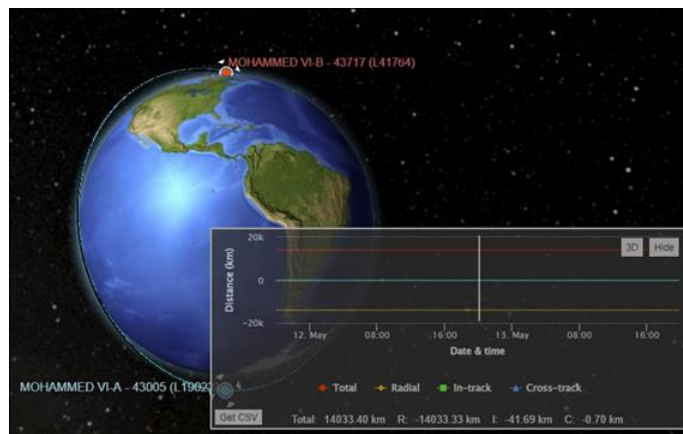 MOHAMMED VI-B - 43717 (L41764)
20k
3D Hide
Distance (km)
0
-20k
12. May 08:00 16:00 13. May 08:00 16:00
Date & time
MOHAMMED VI-A - 43005
Total Radial In-track Cross-track
Get CSV Total: 14033.40 km R: -14033.33 km I: -41.69 km C: -0.70 km